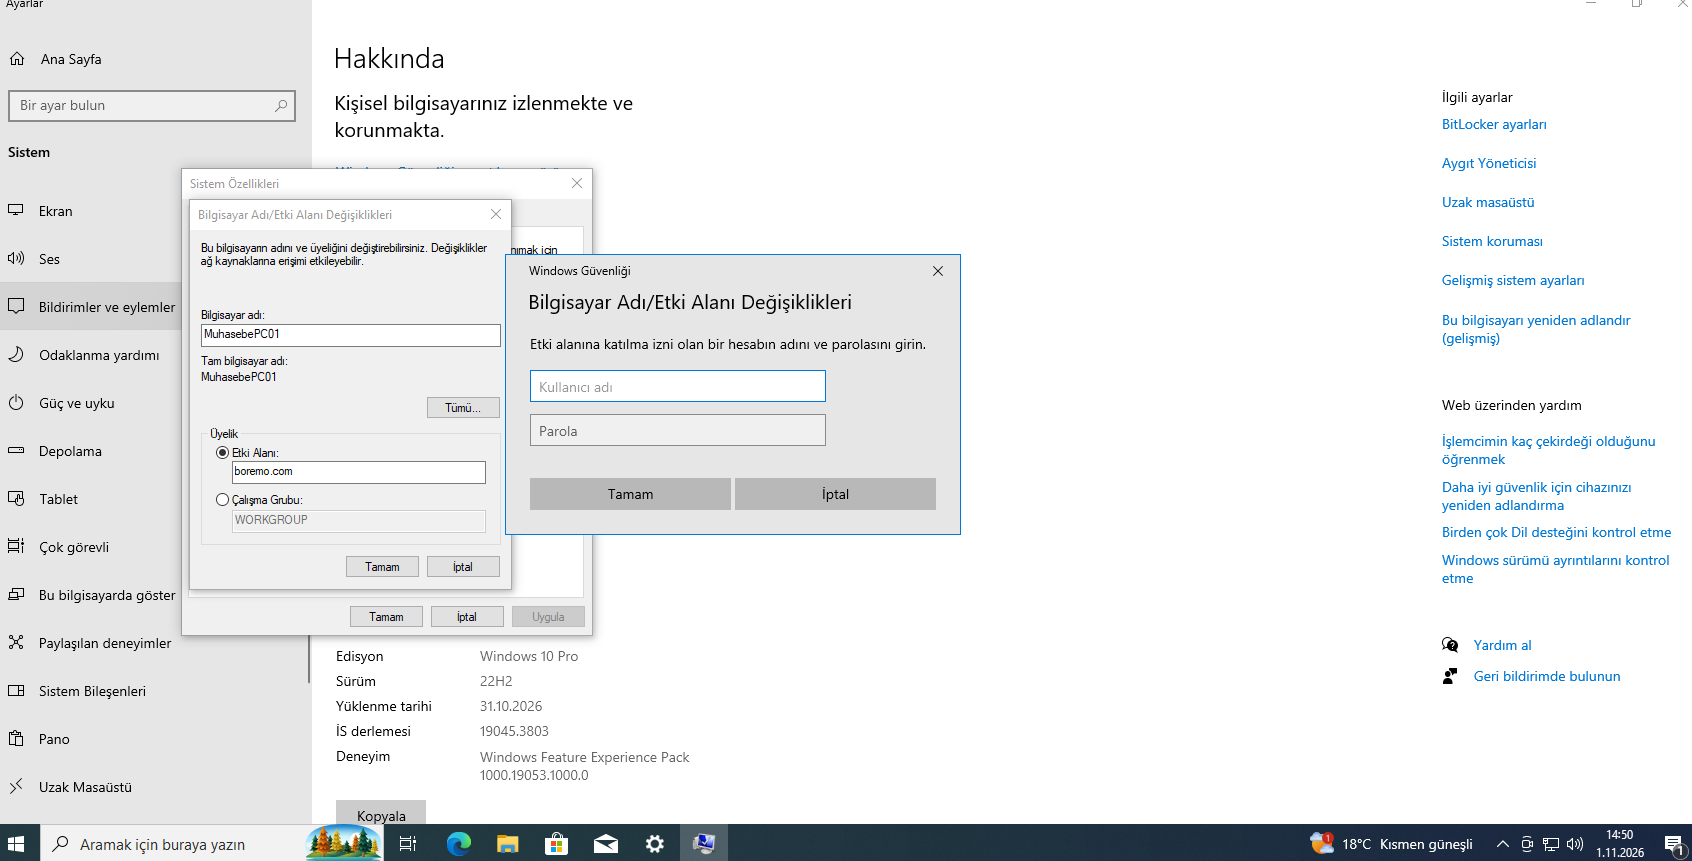 Ayarlar
Ana Sayfa
Bir ayar bulun
Sistem
Ekran
Ses
Bildirimler ve eylemler
Odaklanma yardımı
Güç ve uyku
Depolama
Tablet
Çok görevli
Bu bilgisayarda göster
Paylaşılan deneyimler
Sistem Bileşenleri
Pano
Uzak Masaüstü
Hakkında
Kişisel bilgisayarınız izlenmekte ve
korunmakta.
Sistem Özellikleri
nımak için
Bilgisayar Adı/Etki Alanı Değişiklikleri
Bu bilgisayarın adını ve üyeliğini değiştirebilirsiniz. Değişiklikler
ağ kaynaklarına erişimi etkileyebilir.
Bilgisayar adı:
MuhasebePC01
Tam bilgisayar adı:
MuhasebePC01
Tümü...
Üyelik
Etki Alanı:
boremo.com
Çalışma Grubu:
WORKGROUP
Tamam
İptal
Tamam
İptal
Uygula
Windows Güvenliği
Bilgisayar Adı/Etki Alanı Değişiklikleri
Etki alanına katılma izni olan bir hesabın adını ve parolasını girin.
Kullanıcı adı
Parola
Tamam
İptal
Edisyon Windows 10 Pro
Sürüm 22H2
Yüklenme tarihi 31.10.2026
İS derlemesi 19045.3803
Deneyim Windows Feature Experience Pack
1000.19053.1000.0
Kopyala
İlgili ayarlar
BitLocker ayarları
Aygıt Yöneticisi
Uzak masaüstü
Sistem koruması
Gelişmiş sistem ayarları
Bu bilgisayarı yeniden adlandır
(gelişmiş)
Web üzerinden yardım
İşlemcimin kaç çekirdeği olduğunu
öğrenmek
Daha iyi güvenlik için cihazınızı
yeniden adlandırma
Birden çok Dil desteğini kontrol etme
Windows sürümü ayrıntılarını kontrol
etme
Yardım al
Geri bildirimde bulunun
Aramak için buraya yazın
1
18°C Kısmen güneşli
14:50
1.11.2026
1